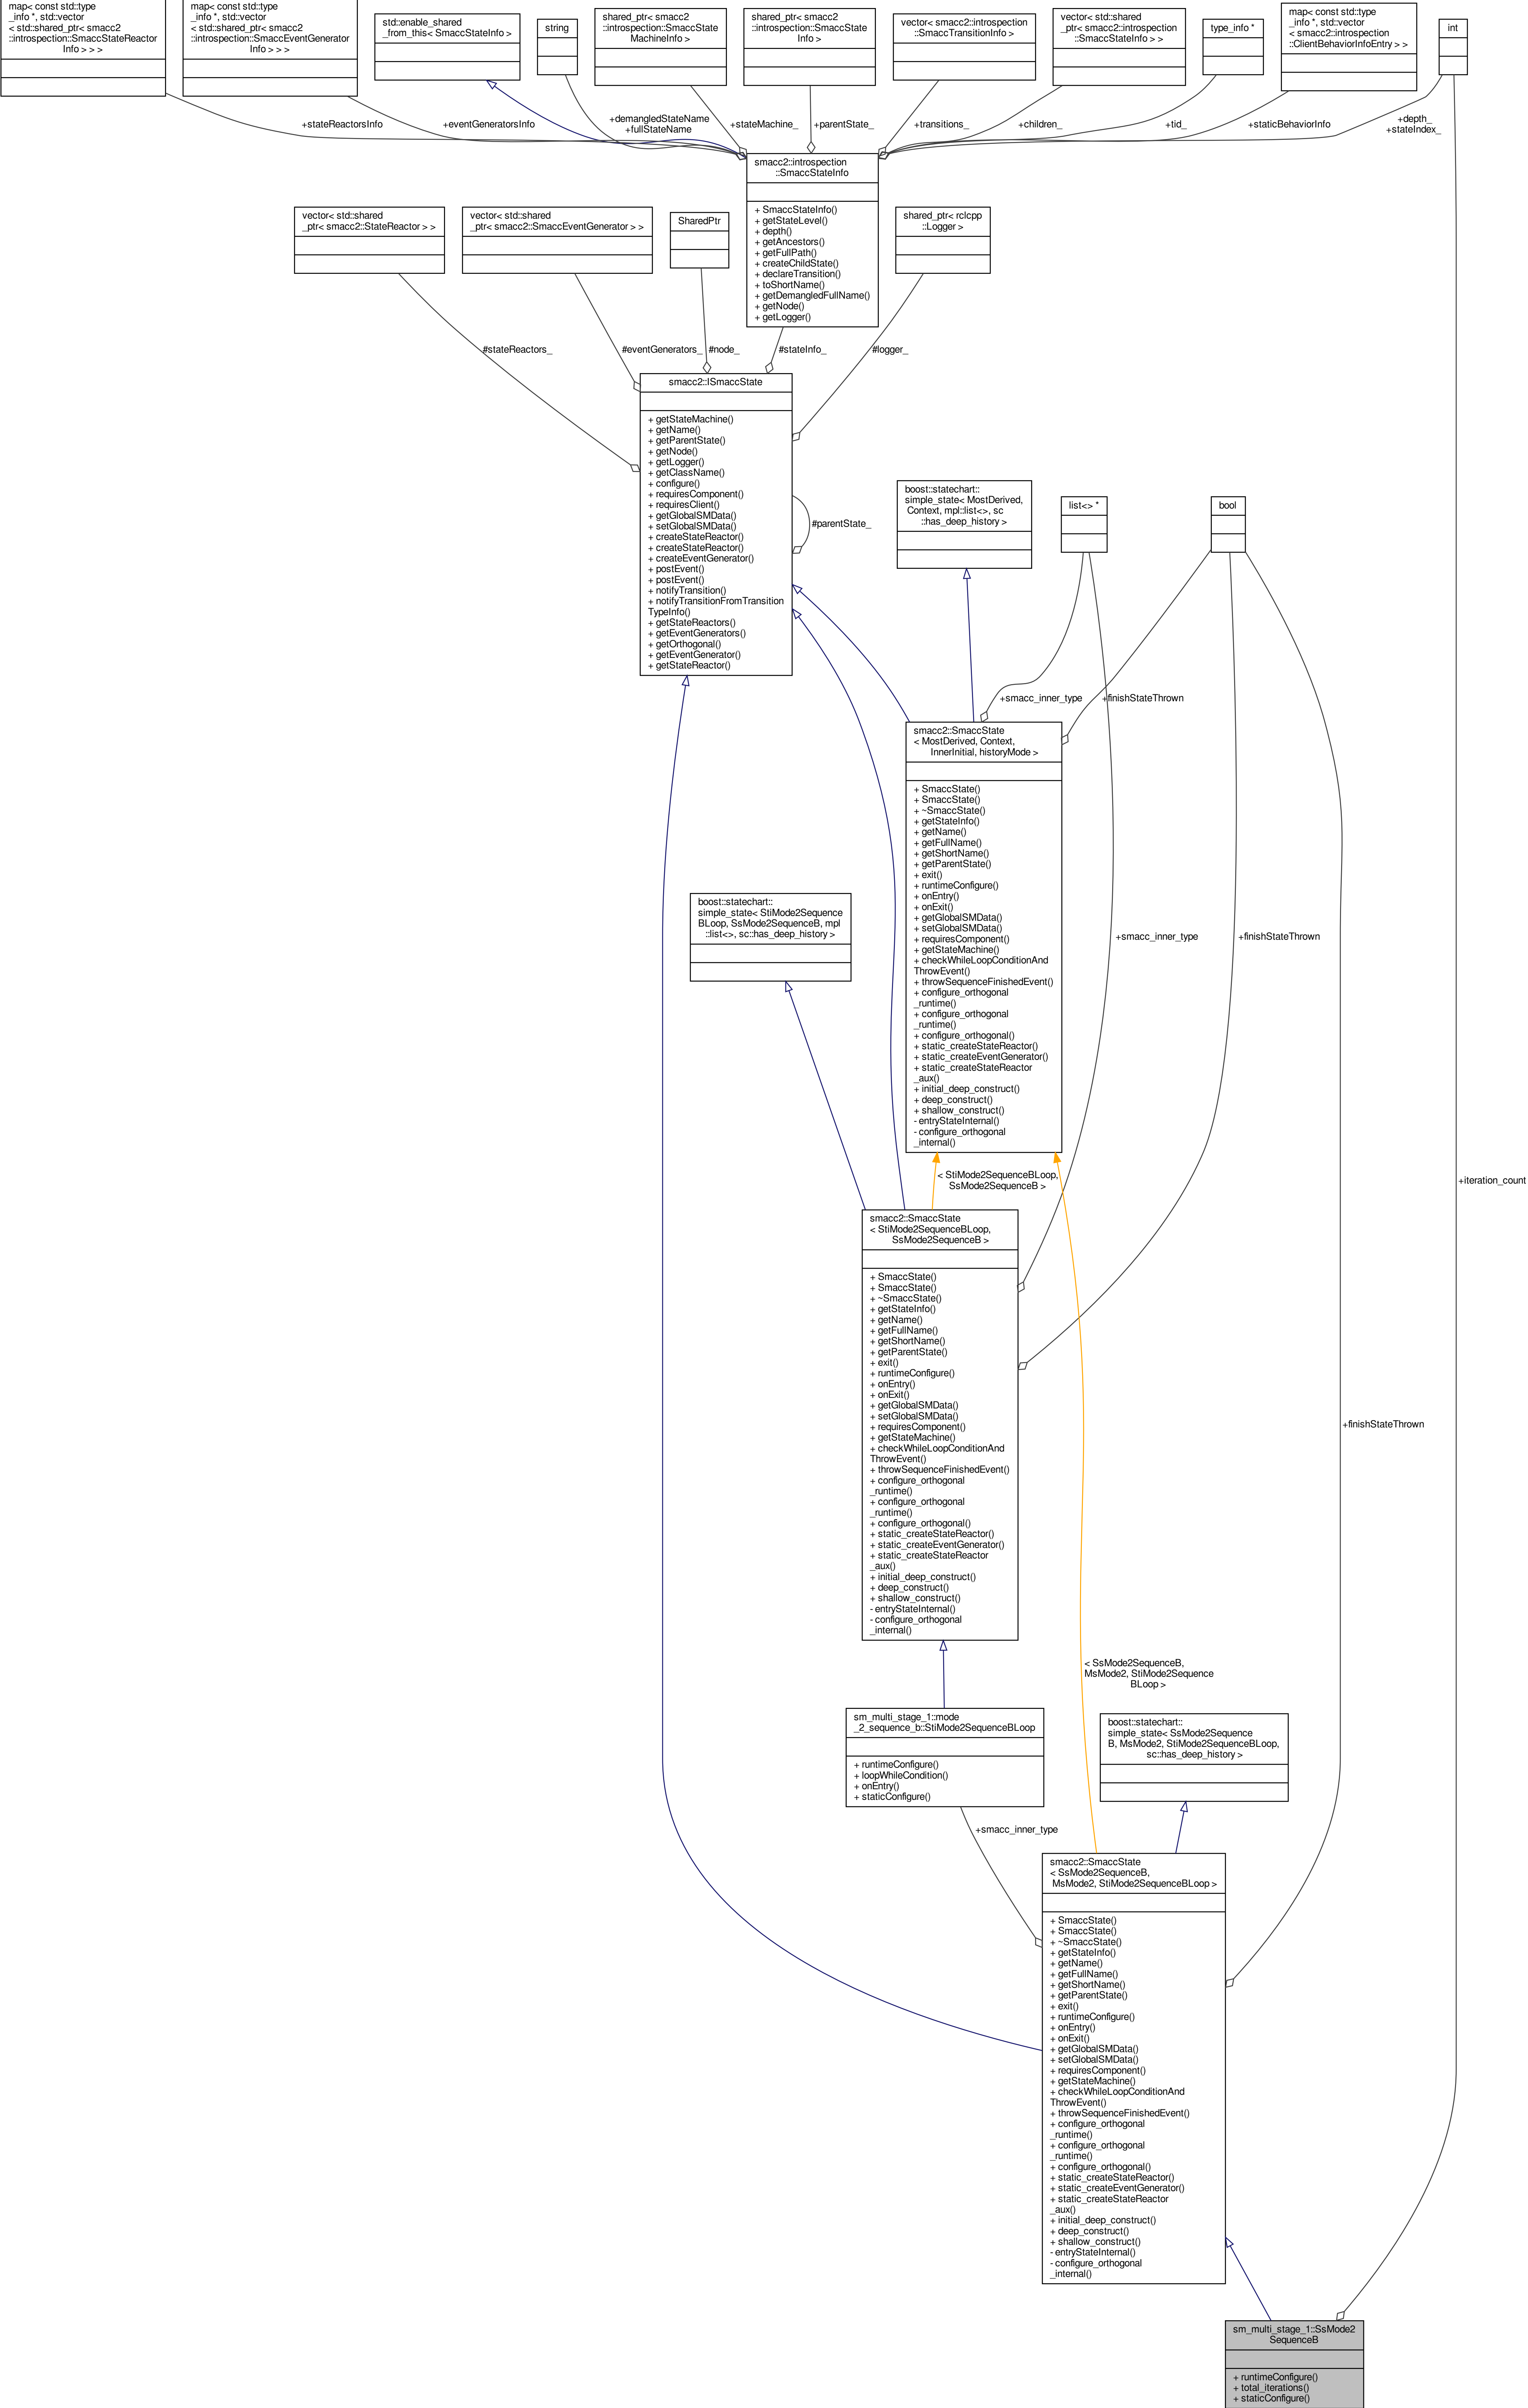 map< const std::type
_info *, std::vector
< std::shared_ptr< smacc2
::introspection::SmaccStateReactor
Info > > >
map< const std::type
_info *, std::vector
< std::shared_ptr< smacc2
::introspection::SmaccEventGenerator
Info > > >
std::enable_shared
_from_this< SmaccStateInfo >
string
shared_ptr< smacc2
::introspection::SmaccState
MachineInfo >
shared_ptr< smacc2
::introspection::SmaccState
Info >
vector< smacc2::introspection
::SmaccTransitionInfo >
vector< std::shared
_ptr< smacc2::introspection
::SmaccStateInfo > >
type_info *
map< const std::type
_info *, std::vector
< smacc2::introspection
::ClientBehaviorInfoEntry > >
int
+stateReactorsInfo
+eventGeneratorsInfo
+demangledStateName
+fullStateName
+stateMachine_
+parentState_
+transitions_
+children_
+tid_
+staticBehaviorInfo
+depth_
+stateIndex_
smacc2::introspection
::SmaccStateInfo
+ SmaccStateInfo()
+ getStateLevel()
+ depth()
+ getAncestors()
+ getFullPath()
+ createChildState()
+ declareTransition()
+ toShortName()
+ getDemangledFullName()
+ getNode()
+ getLogger()
vector< std::shared
_ptr< smacc2::StateReactor > >
vector< std::shared
_ptr< smacc2::SmaccEventGenerator > >
SharedPtr
shared_ptr< rclcpp
::Logger >
#stateReactors_
#eventGenerators_
#node_
#stateInfo_
#logger_
smacc2::ISmaccState
+ getStateMachine()
+ getName()
+ getParentState()
+ getNode()
+ getLogger()
+ getClassName()
+ configure()
+ requiresComponent()
+ requiresClient()
+ getGlobalSMData()
+ setGlobalSMData()
+ createStateReactor()
+ createStateReactor()
+ createEventGenerator()
+ postEvent()
+ postEvent()
+ notifyTransition()
+ notifyTransitionFromTransition
TypeInfo()
+ getStateReactors()
+ getEventGenerators()
+ getOrthogonal()
+ getEventGenerator()
+ getStateReactor()
#parentState_
boost::statechart::
simple_state< MostDerived,
Context, mpl::list<>, sc
::has_deep_history >
list<> *
bool
+smacc_inner_type
+finishStateThrown
smacc2::SmaccState
< MostDerived, Context,
InnerInitial, historyMode >
+ SmaccState()
+ SmaccState()
+ ~SmaccState()
+ getStateInfo()
+ getName()
+ getFullName()
+ getShortName()
+ getParentState()
+ exit()
+ runtimeConfigure()
+ onEntry()
+ onExit()
+ getGlobalSMData()
+ setGlobalSMData()
+ requiresComponent()
+ getStateMachine()
+ checkWhileLoopConditionAnd
ThrowEvent()
+ throwSequenceFinishedEvent()
+ configure_orthogonal
_runtime()
+ configure_orthogonal
_runtime()
+ configure_orthogonal()
+ static_createStateReactor()
+ static_createEventGenerator()
+ static_createStateReactor
_aux()
+ initial_deep_construct()
+ deep_construct()
+ shallow_construct()
- entryStateInternal()
- configure_orthogonal
_internal()
boost::statechart::
simple_state< StiMode2Sequence
BLoop, SsMode2SequenceB, mpl
::list<>, sc::has_deep_history >
+smacc_inner_type
+finishStateThrown
< StiMode2SequenceBLoop,
SsMode2SequenceB >
+iteration_count
smacc2::SmaccState
< StiMode2SequenceBLoop,
SsMode2SequenceB >
+ SmaccState()
+ SmaccState()
+ ~SmaccState()
+ getStateInfo()
+ getName()
+ getFullName()
+ getShortName()
+ getParentState()
+ exit()
+ runtimeConfigure()
+ onEntry()
+ onExit()
+ getGlobalSMData()
+ setGlobalSMData()
+ requiresComponent()
+ getStateMachine()
+ checkWhileLoopConditionAnd
ThrowEvent()
+ throwSequenceFinishedEvent()
+ configure_orthogonal
_runtime()
+ configure_orthogonal
_runtime()
+ configure_orthogonal()
+ static_createStateReactor()
+ static_createEventGenerator()
+ static_createStateReactor
_aux()
+ initial_deep_construct()
+ deep_construct()
+ shallow_construct()
- entryStateInternal()
- configure_orthogonal
_internal()
+finishStateThrown
< SsMode2SequenceB,
MsMode2, StiMode2Sequence
BLoop >
sm_multi_stage_1::mode
_2_sequence_b::StiMode2SequenceBLoop
+ runtimeConfigure()
+ loopWhileCondition()
+ onEntry()
+ staticConfigure()
boost::statechart::
simple_state< SsMode2Sequence
B, MsMode2, StiMode2SequenceBLoop,
sc::has_deep_history >
+smacc_inner_type
smacc2::SmaccState
< SsMode2SequenceB,
MsMode2, StiMode2SequenceBLoop >
+ SmaccState()
+ SmaccState()
+ ~SmaccState()
+ getStateInfo()
+ getName()
+ getFullName()
+ getShortName()
+ getParentState()
+ exit()
+ runtimeConfigure()
+ onEntry()
+ onExit()
+ getGlobalSMData()
+ setGlobalSMData()
+ requiresComponent()
+ getStateMachine()
+ checkWhileLoopConditionAnd
ThrowEvent()
+ throwSequenceFinishedEvent()
+ configure_orthogonal
_runtime()
+ configure_orthogonal
_runtime()
+ configure_orthogonal()
+ static_createStateReactor()
+ static_createEventGenerator()
+ static_createStateReactor
_aux()
+ initial_deep_construct()
+ deep_construct()
+ shallow_construct()
- entryStateInternal()
- configure_orthogonal
_internal()
sm_multi_stage_1::SsMode2
SequenceB
+ runtimeConfigure()
+ total_iterations()
+ staticConfigure()